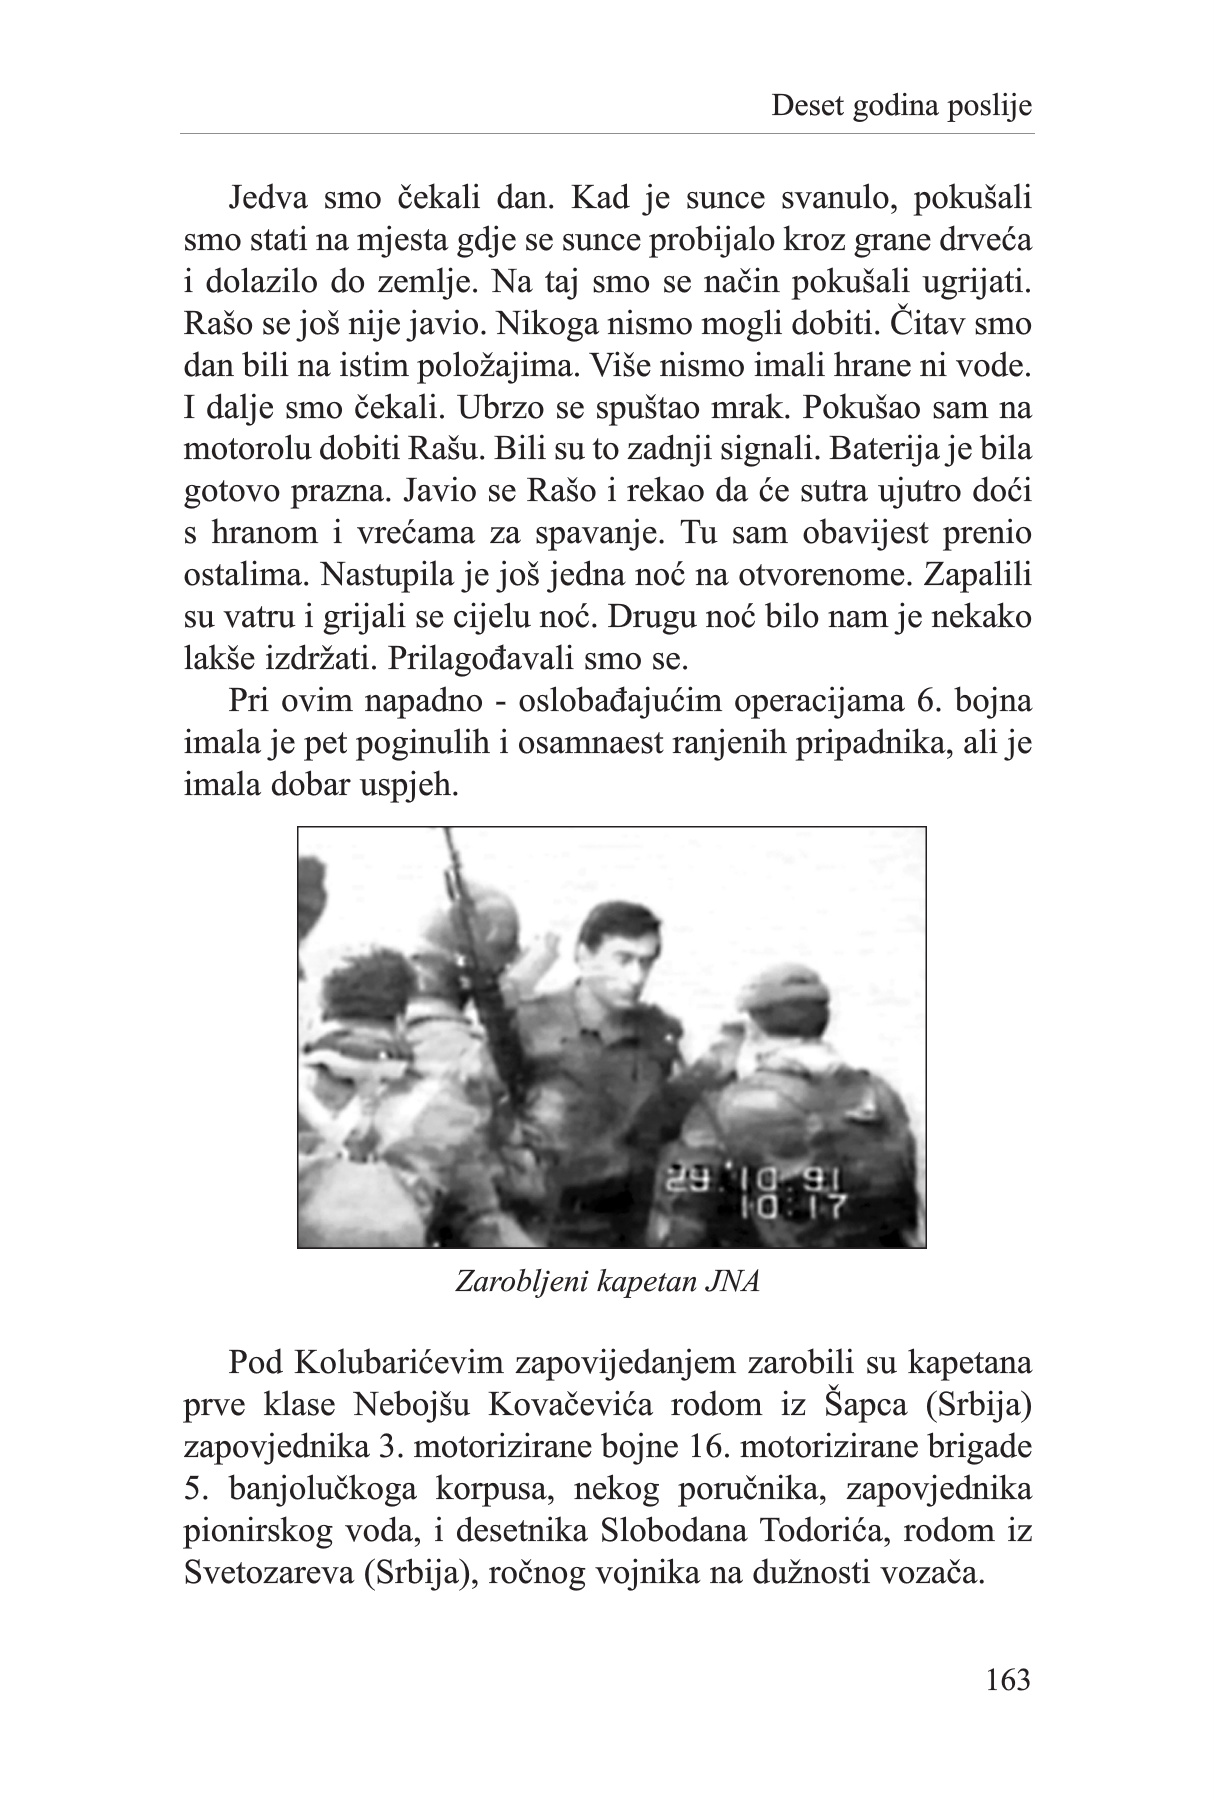 Deset godina poslije
Jedva smo čekali dan. Kad je sunce svanulo, pokušali
smo stati na mjesta gdje se sunce probijalo kroz grane drveća
i dolazilo do zemlje. Na taj smo se način pokušali ugrijati.
Rašo se još nije javio. Nikoga nismo mogli dobiti. Čitav smo
dan bili na istim položajima. Više nismo imali hrane ni vode.
I dalje smo čekali. Ubrzo se spuštao mrak. Pokušao sam na
motorolu dobiti Rašu. Bili su to zadnji signali. Baterija je bila
gotovo prazna. Javio se Rašo i rekao da će sutra ujutro doći
s hranom i vrećama za spavanje. Tu sam obavijest prenio
ostalima. Nastupila je još jedna noć na otvorenome. Zapalili
su vatru i grijali se cijelu noć. Drugu noć bilo nam je nekako
lakše izdržati. Prilagođavali smo se.
Pri ovim napadno - oslobađajućim operacijama 6. bojna
imala je pet poginulih i osamnaest ranjenih pripadnika, ali je
imala dobar uspjeh.
29.10.91
10:17
Zarobljeni kapetan JNA
Pod Kolubarićevim zapovijedanjem zarobili su kapetana
prve klase Nebojšu Kovačevića rodom iz Šapca (Srbija)
zapovjednika 3. motorizirane bojne 16. motorizirane brigade
5. banjolučkoga korpusa, nekog poručnika, zapovjednika
pionirskog voda, i desetnika Slobodana Todorića, rodom iz
Svetozareva (Srbija), ročnog vojnika na dužnosti vozača.
163